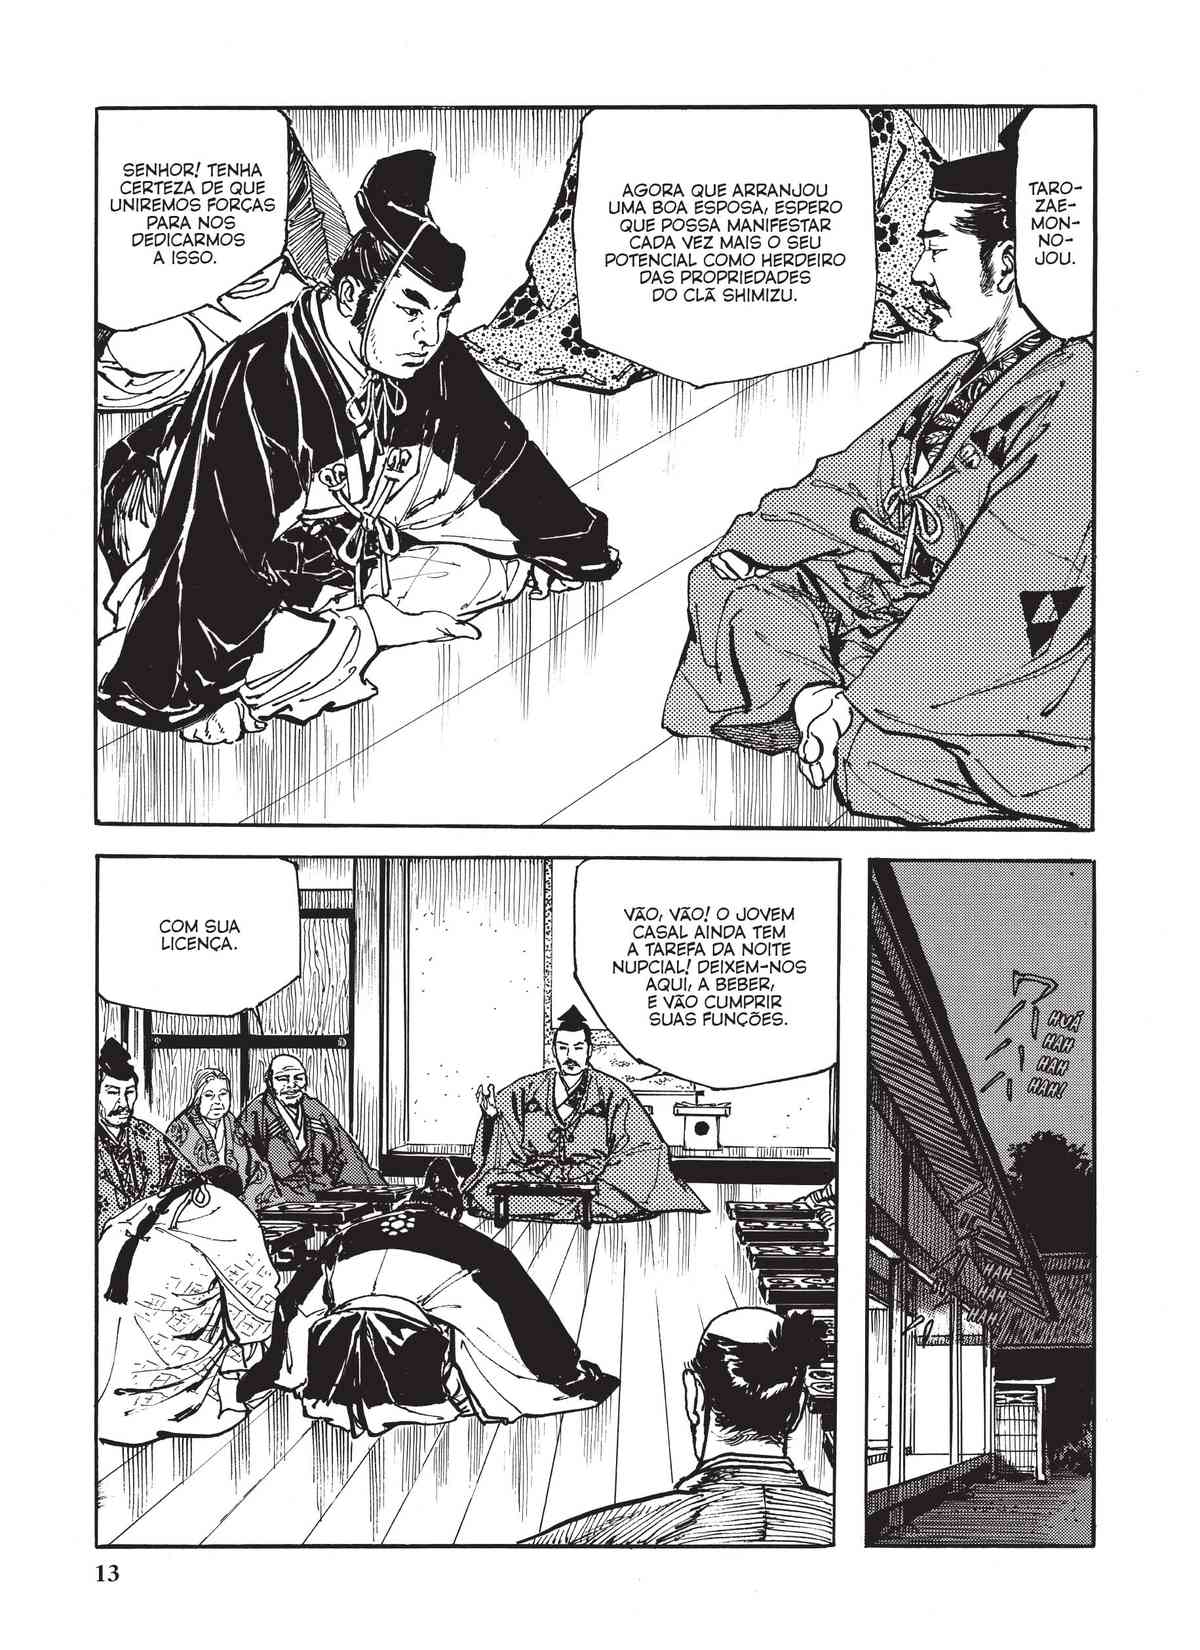 TARO-
ZAE-
MON-
NO-
JOU.
AGORA QUE ARRANJOU
UMA BOA ESPOSA, ESPERO
QUE POSSA MANIFESTAR
CADA VEZ MAIS O SEU
POTENCIAL COMO HERDEIRO
DAS PROPRIEDADES
DO CLÃ SHIMIZU.
SENHOR! TENHA
CERTEZA DE QUE
UNIREMOS FORÇAS
PARA NOS
DEDICARMOS
A ISSO.
HUÁ
HAH
HAH
HAH!
HAH
HAH
HAH!
VÃO, VÃO! O JOVEM
CASAL AINDA TEM
A TAREFA DA NOITE
NUPCIAL! DEIXEM-NOS
AQUI, A BEBER,
E VÃO CUMPRIR
SUAS FUNÇÕES.
COM SUA
LICENÇA.
13